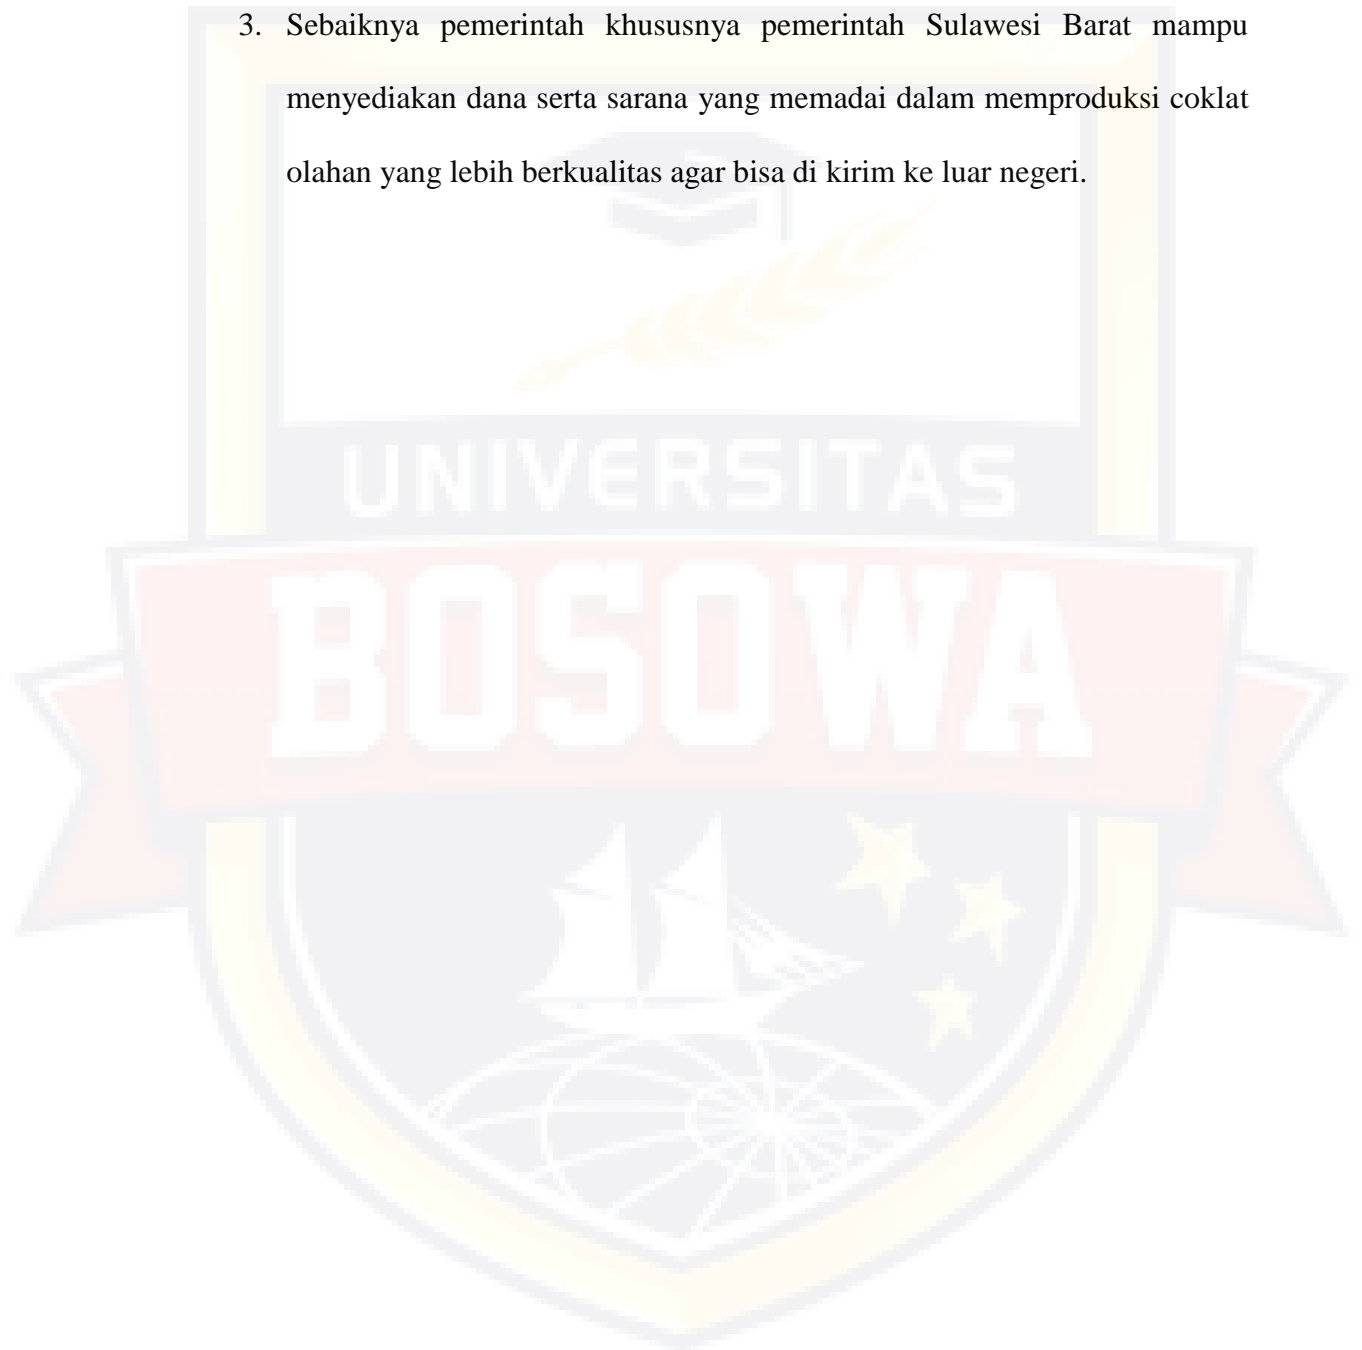 3. Sebaiknya pemerintah khususnya pemerintah Sulawesi Barat mampu
menyediakan dana serta sarana yang memadai dalam memproduksi coklat
olahan yang lebih berkualitas agar bisa di kirim ke luar negeri.
UNIVERSITAS
BOSOWA